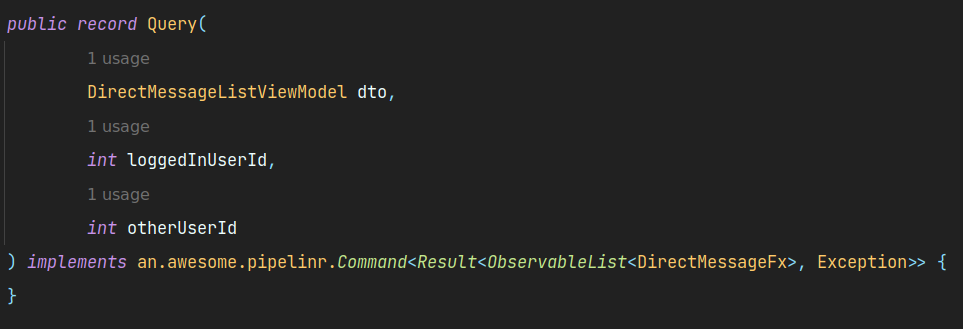 public record Query(
1 usage
DirectMessageListViewModel dto,
1 usage
int loggedInUserId,
1 usage
int otherUserId
) implements an.awesome.pipelinr.Command<Result<ObservableList<DirectMessageFx>, Exception>> {
}